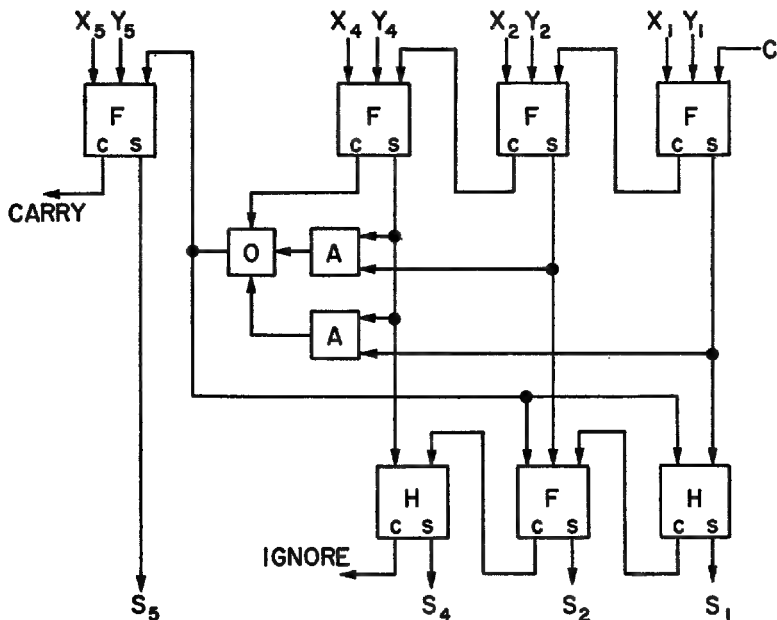 X₅ Y₅ X₄ Y₄ X₂ Y₂ X₁ Y₁
C
F F F F
C S C S C S C S
CARRY
O A
A
H F H
C S C S C S
IGNORE
S₅ S₄ S₂ S₁